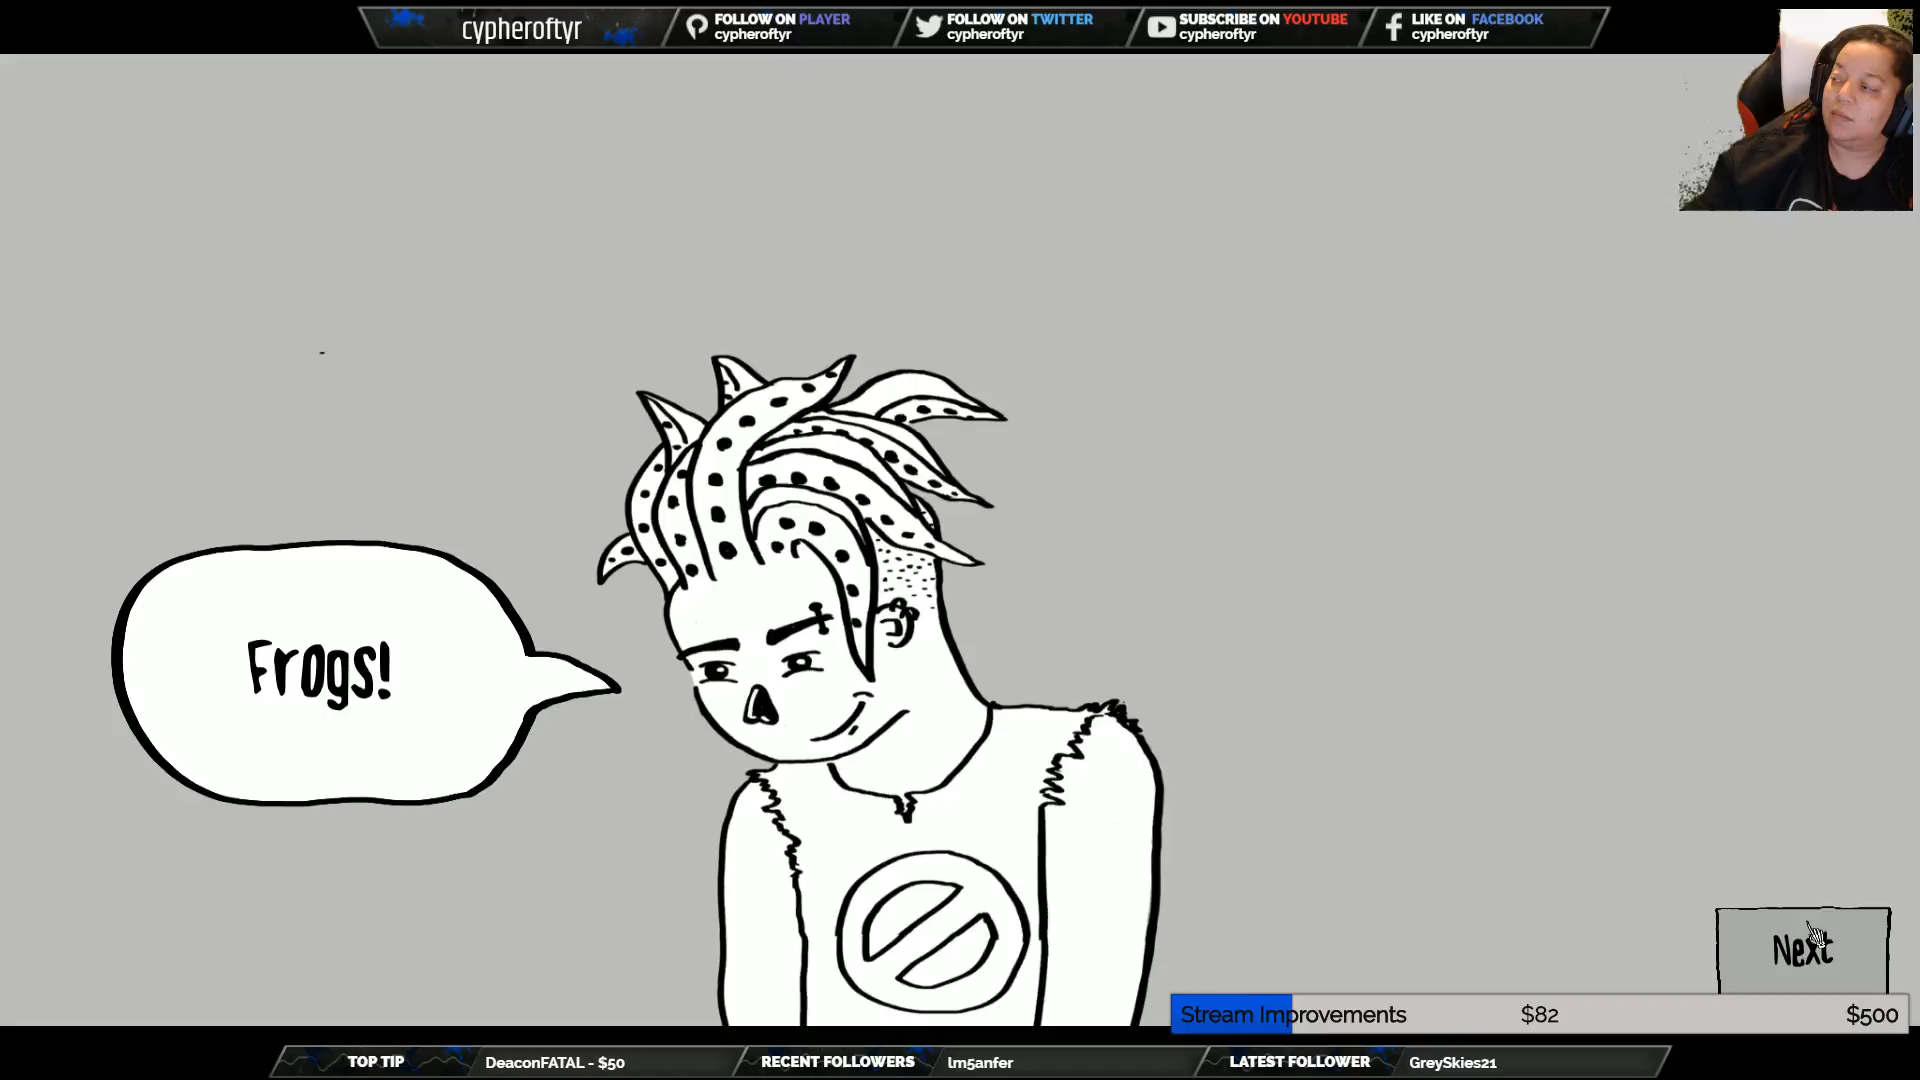 cypheroftyr
FOLLOW ON PLAYER
cypheroftyr
FOLLOW ON TWITTER
cypheroftyr
SUBSCRIBE ON YOUTUBE
cypheroftyr
LIKE ON FACEBOOK
cypheroftyr
Frogs!
Next
Stream Improvements $82 $500
TOP TIP DeaconFATAL - $50 RECENT FOLLOWERS lm5anfer LATEST FOLLOWER GreySkies21